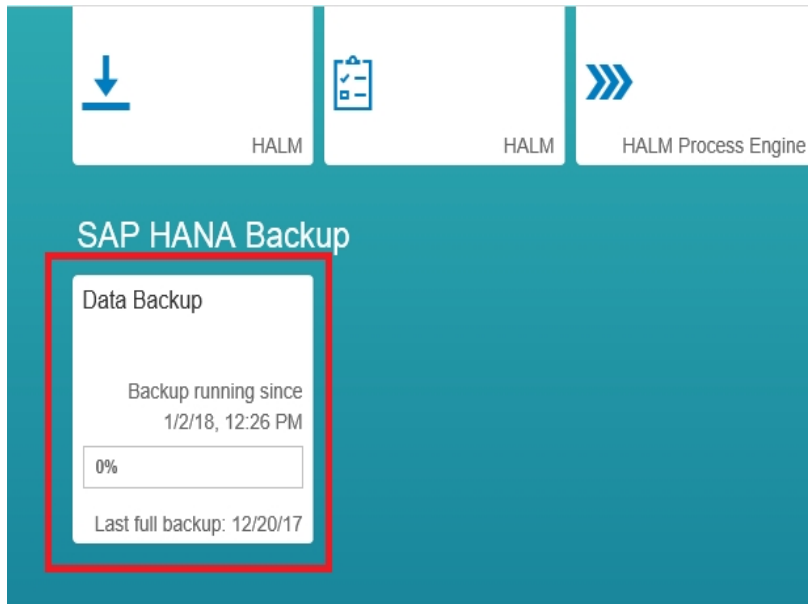 HALM
HALM
HALM Process Engine
SAP HANA Backup
Data Backup
Backup running since
1/2/18, 12:26 PM
0%
Last full backup: 12/20/17